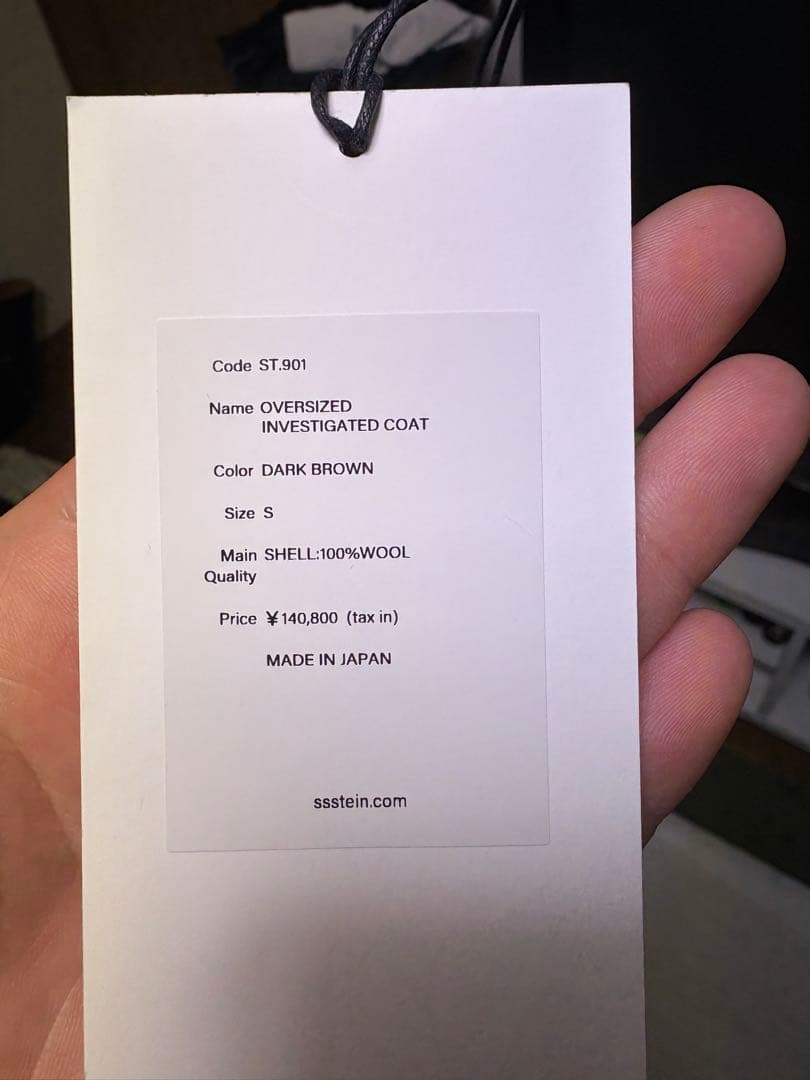 Code ST.901
Name OVERSIZED
INVESTIGATED COAT
Color DARK BROWN
Size S
Main SHELL:100%WOOL
Quality
Price ¥140,800 (tax in)
MADE IN JAPAN
ssstein.com